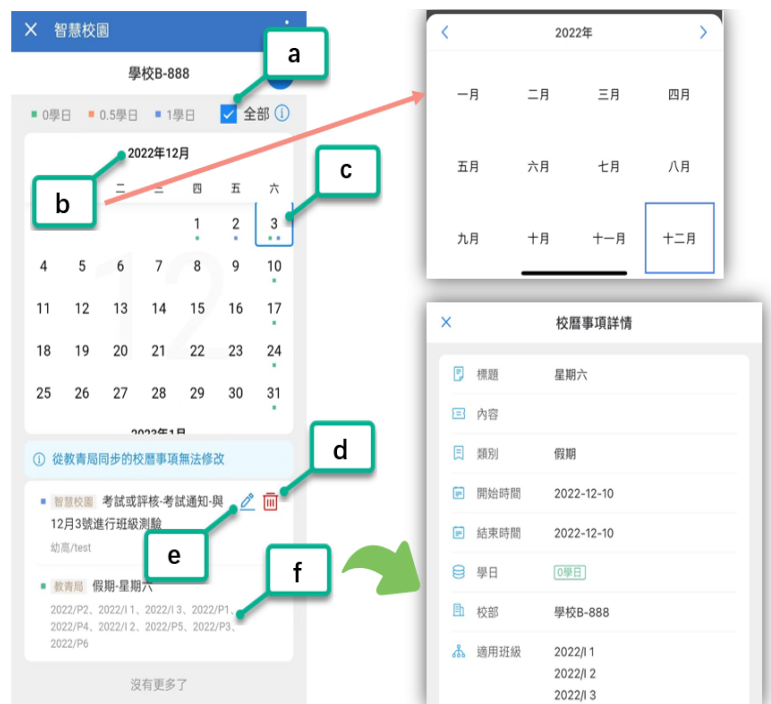 智慧校園
學校B-888
0學日 0.5學日 1學日 全部
2022年12月
二 三 四 五 六
1 2 3
4 5 6 7 8 9 10
11 12 13 14 15 16 17
18 19 20 21 22 23 24
25 26 27 28 29 30 31
2023年1月
從教青局同步的校曆事項無法修改
智慧校園 考試或評核-考試通知-與
12月3號進行班級測驗
幼高/test
教青局 假期-星期六
2022/P2、2022/I 1、2022/I 3、2022/P1、
2022/P4、2022/I 2、2022/P5、2022/P3、
2022/P6
沒有更多了
a
b
c
d
e
f
2022年
一月 二月 三月 四月
五月 六月 七月 八月
九月 十月 十一月 十二月
校曆事項詳情
標題 星期六
內容
類別 假期
開始時間 2022-12-10
結束時間 2022-12-10
學日 0學日
校部 學校B-888
適用班級 2022/I 1
2022/I 2
2022/I 3